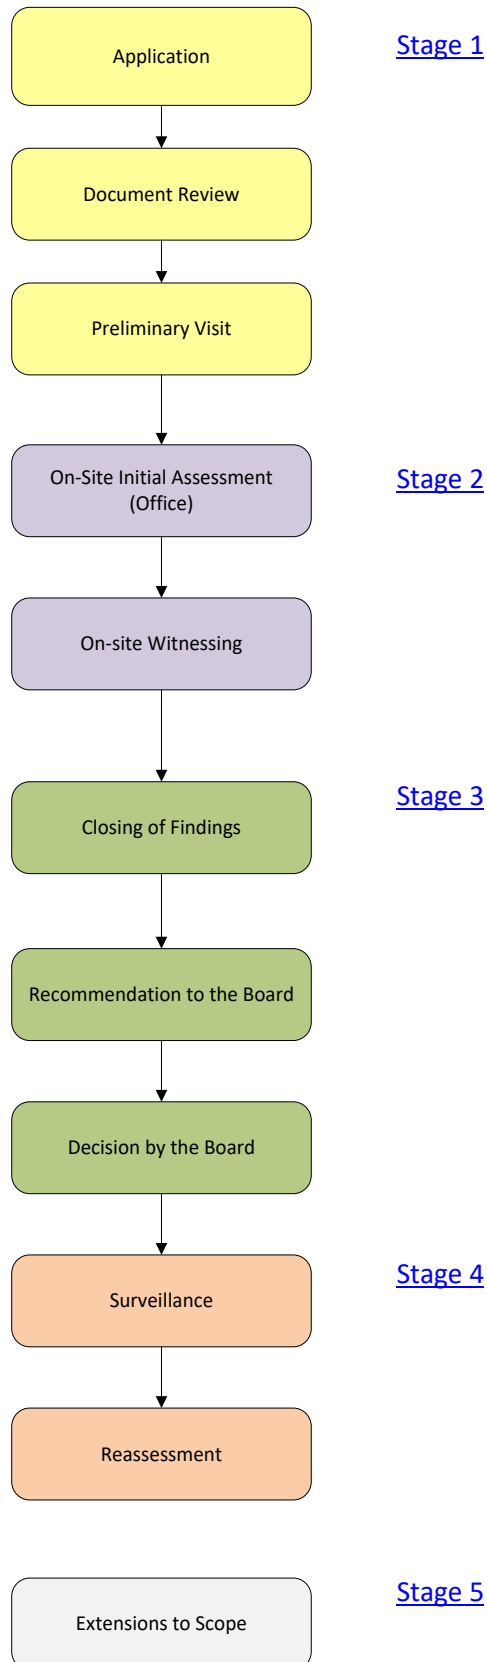 Application
Stage 1
Document Review
Preliminary Visit
On-Site Initial Assessment
(Office)
Stage 2
On-site Witnessing
Closing of Findings
Stage 3
Recommendation to the Board
Decision by the Board
Surveillance
Stage 4
Reassessment
Extensions to Scope
Stage 5